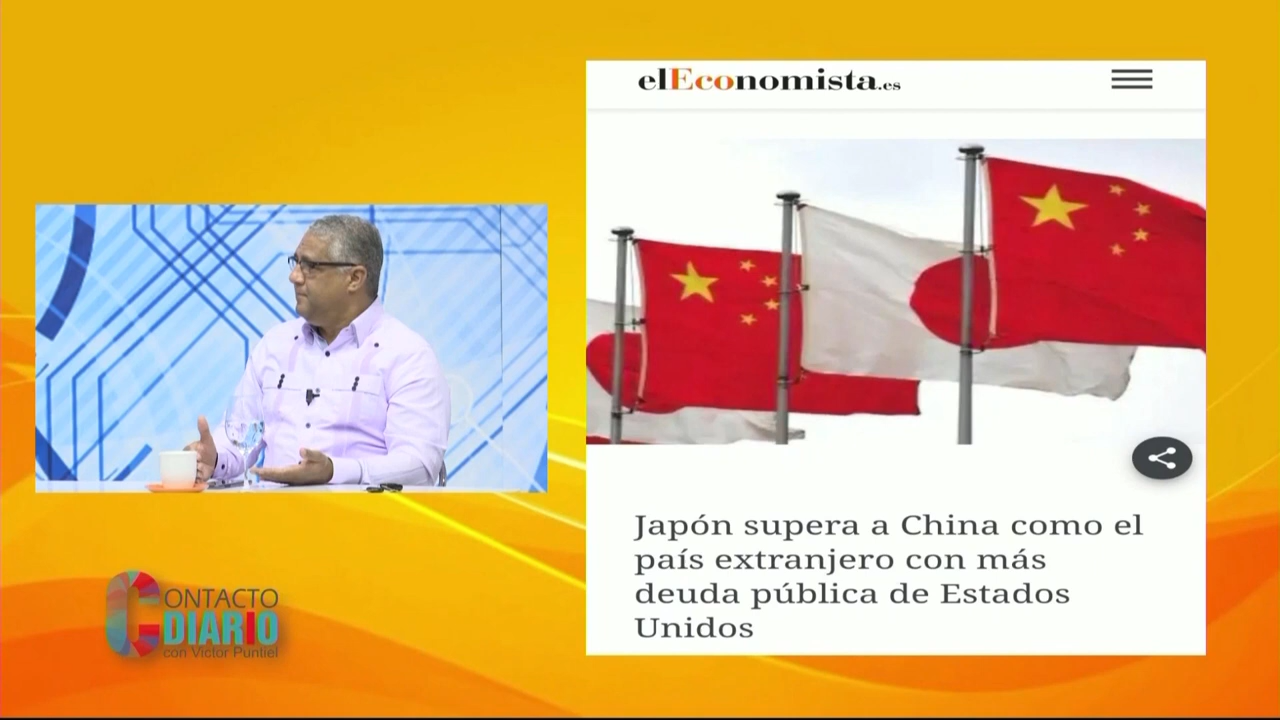 elEconomista.es
Japón supera a China como el
país extranjero con más
deuda pública de Estados
Unidos
CONTACTO
DIARIO
con Victor Puntiel